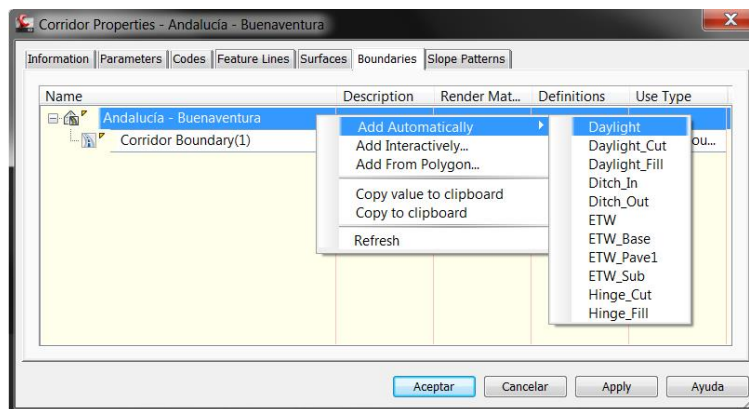 Corridor Properties - Andalucía - Buenaventura
Information Parameters Codes Feature Lines Surfaces Boundaries Slope Patterns
Name Description Render Mat... Definitions Use Type
Andalucía - Buenaventura
Corridor Boundary(1) ou...
Add Automatically
Add Interactively...
Add From Polygon...
Copy value to clipboard
Copy to clipboard
Refresh
Daylight
Daylight_Cut
Daylight_Fill
Ditch_In
Ditch_Out
ETW
ETW_Base
ETW_Pave1
ETW_Sub
Hinge_Cut
Hinge_Fill
Aceptar Cancelar Apply Ayuda